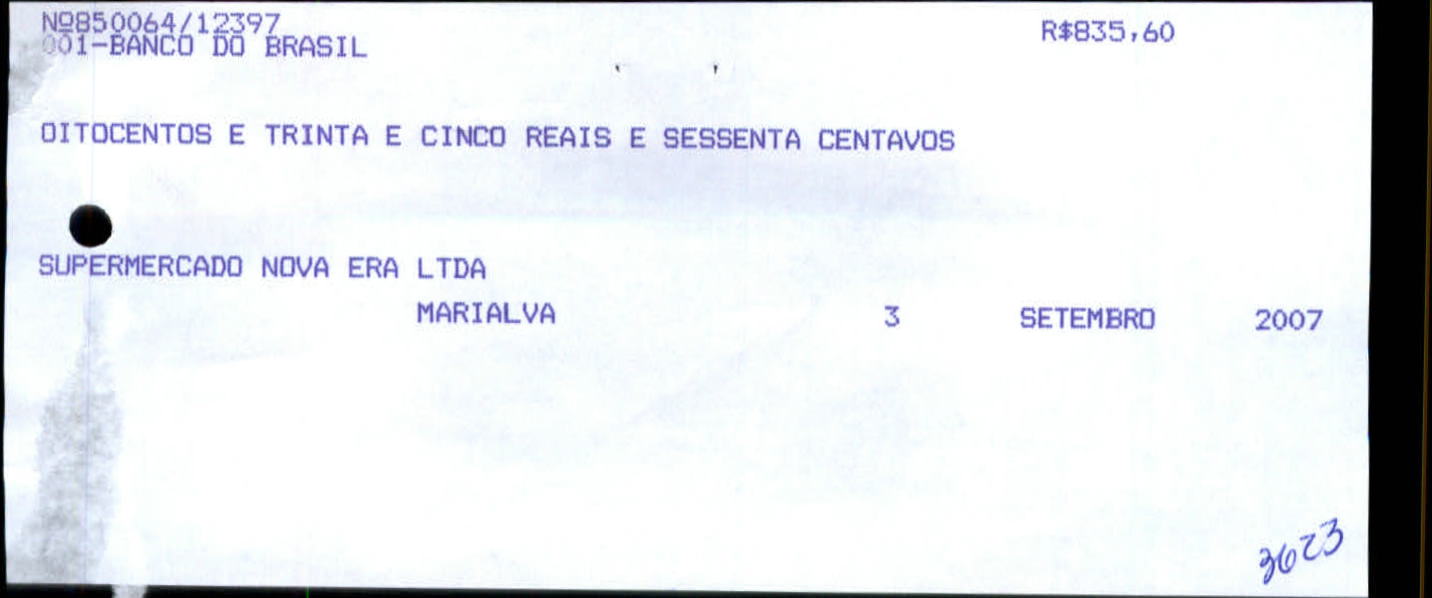 Nº850064/12397
R$835,60
001-BANCO DO BRASIL
OITOCENTOS E TRINTA E CINCO REAIS E SESSENTA CENTAVOS
SUPERMERCADO NOVA ERA LTDA
MARIALVA 3 SETEMBRO 2007
3623